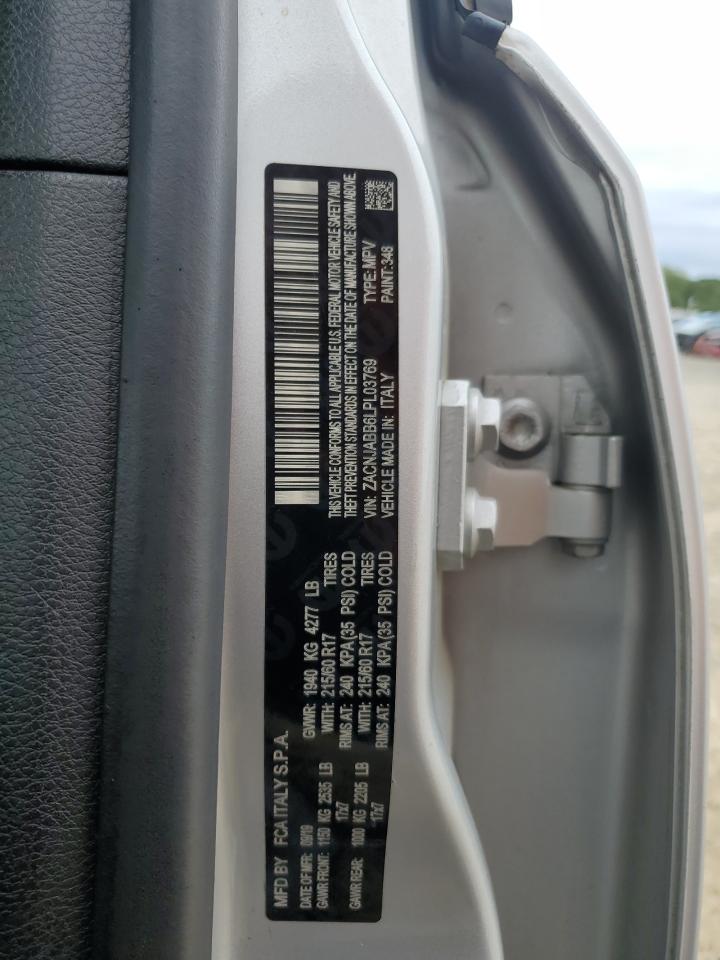 MFD BY FCA ITALY S.P.A.
DATE OF MFR: 09/19 GVWR: 1940 KG 4277 LB
GAWR FRONT: 1150 KG 2535 LB WITH: 215/60 R17 TIRES
17x7 RIMS AT: 240 KPA (35 PSI) COLD
GAWR REAR: 1000 KG 2205 LB WITH: 215/60 R17 TIRES
17x7 RIMS AT: 240 KPA (35 PSI) COLD
THIS VEHICLE CONFORMS TO ALL APPLICABLE U.S. FEDERAL MOTOR VEHICLE SAFETY AND
THEFT PREVENTION STANDARDS IN EFFECT ON THE DATE OF MANUFACTURE SHOWN ABOVE.
VIN: ZACNJABB6LPL03769 TYPE: MPV
VEHICLE MADE IN: ITALY PAINT: 348